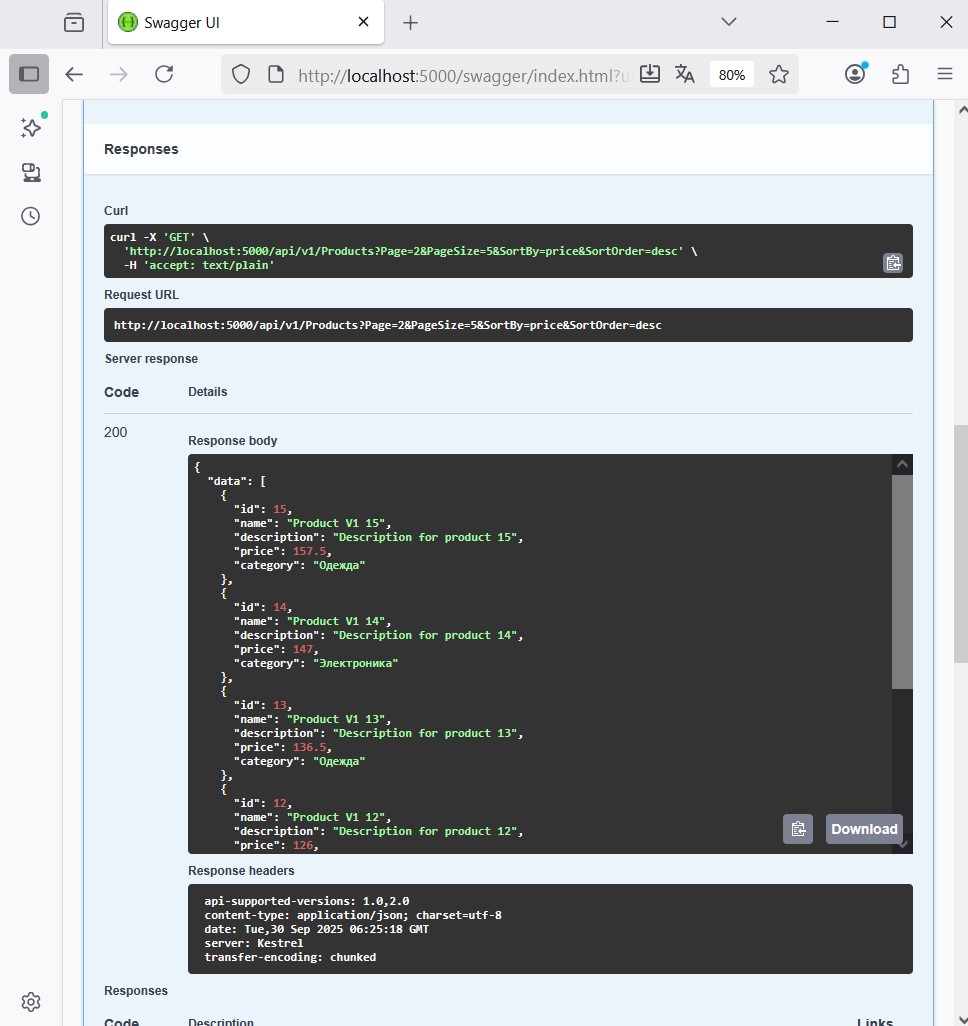 Swagger UI
http://localhost:5000/swagger/index.html?u
80%
Responses
Curl
curl -X 'GET' \
'http://localhost:5000/api/v1/Products?Page=2&PageSize=5&SortBy=price&SortOrder=desc' \
-H 'accept: text/plain'
Request URL
http://localhost:5000/api/v1/Products?Page=2&PageSize=5&SortBy=price&SortOrder=desc
Server response
Code Details
200
Response body
{
"data": [
{
"id": 15,
"name": "Product V1 15",
"description": "Description for product 15",
"price": 157.5,
"category": "Одежда"
},
{
"id": 14,
"name": "Product V1 14",
"description": "Description for product 14",
"price": 147,
"category": "Электроника"
},
{
"id": 13,
"name": "Product V1 13",
"description": "Description for product 13",
"price": 136.5,
"category": "Одежда"
},
{
"id": 12,
"name": "Product V1 12",
"description": "Description for product 12",
"price": 126,
Download
Response headers
api-supported-versions: 1.0,2.0
content-type: application/json; charset=utf-8
date: Tue,30 Sep 2025 06:25:18 GMT
server: Kestrel
transfer-encoding: chunked
Responses
Code Description Links